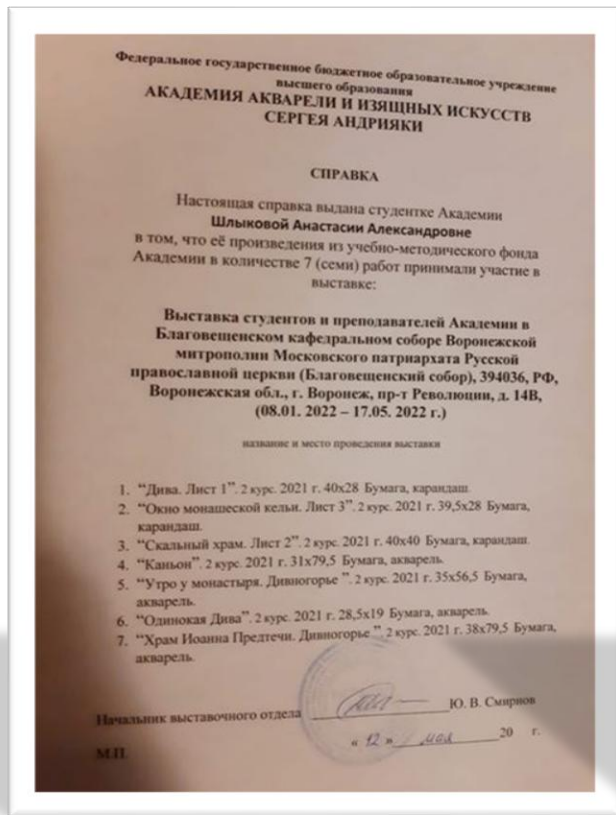 Федеральное государственное бюджетное образовательное учреждение
высшего образования
АКАДЕМИЯ АКВАРЕЛИ И ИЗЯЩНЫХ ИСКУССТВ
СЕРГЕЯ АНДРИЯКИ
СПРАВКА
Настоящая справка выдана студентке Академии
Шлыковой Анастасии Александровне
в том, что её произведения из учебно-методического фонда
Академии в количестве 7 (семи) работ принимали участие в
выставке:
Выставка студентов и преподавателей Академии в
Благовещенском кафедральном соборе Воронежской
митрополии Московского патриархата Русской
православной церкви (Благовещенский собор), 394036, РФ,
Воронежская обл., г. Воронеж, пр-т Революции, д. 14В,
(08.01. 2022 – 17.05. 2022 г.)
название и место проведения выставки
1. “Дива. Лист 1”. 2 курс. 2021 г. 40х28 Бумага, карандаш.
2. “Окно монашеской кельи. Лист 3”. 2 курс. 2021 г. 39,5х28 Бумага,
карандаш.
3. “Скальный храм. Лист 2”. 2 курс. 2021 г. 40х40 Бумага, карандаш.
4. “Каньон”. 2 курс. 2021 г. 31х79,5 Бумага, акварель.
5. “Утро у монастыря. Дивногорье ”. 2 курс. 2021 г. 35х56,5 Бумага,
акварель.
6. “Одинокая Дива”. 2 курс. 2021 г. 28,5х19 Бумага, акварель.
7. “Храм Иоанна Предтечи. Дивногорье ”. 2 курс. 2021 г. 38х79,5 Бумага,
акварель.
Начальник выставочного отдела Ю. В. Смирнов
« 12 » мая 20 г.
М.П.